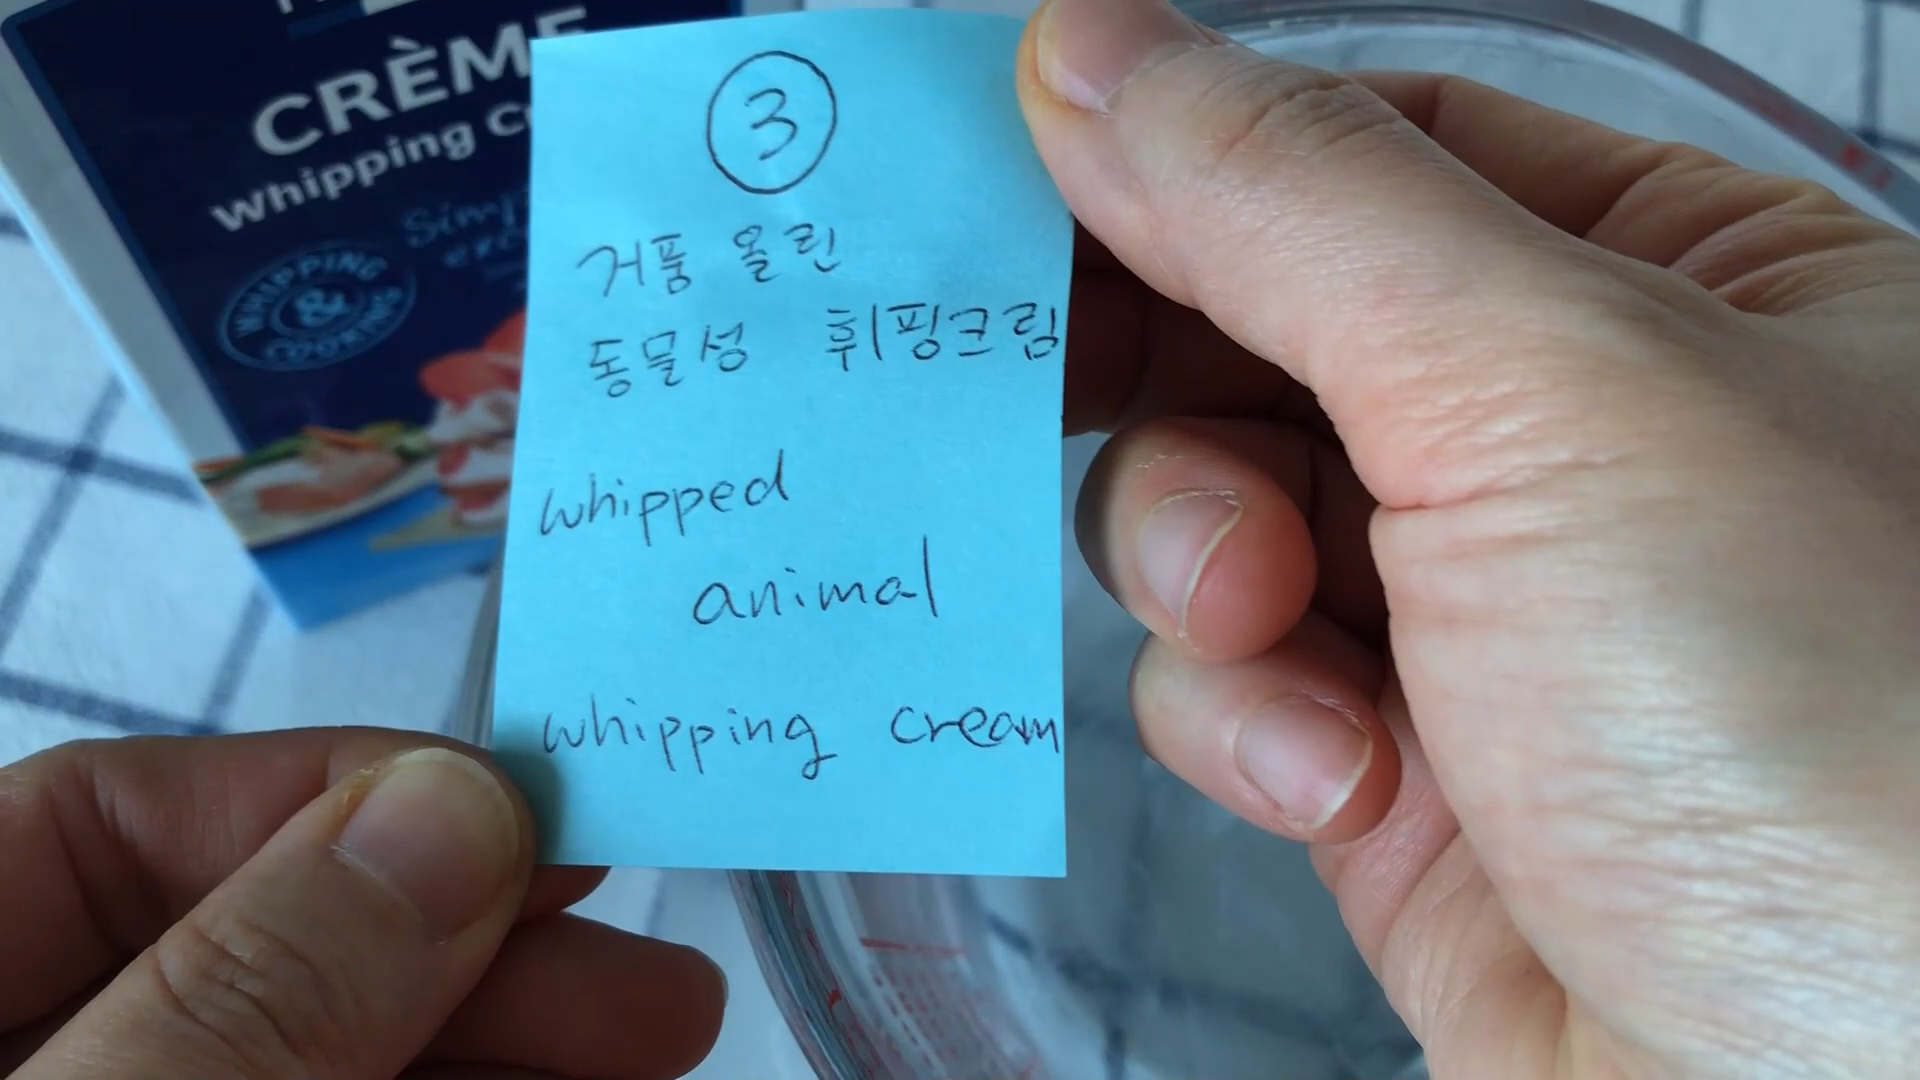 CRÈME
Whipping
WHIPPING
&
COOKING
3
거품 올린
동물성 휘핑크림
whipped
animal
whipping cream